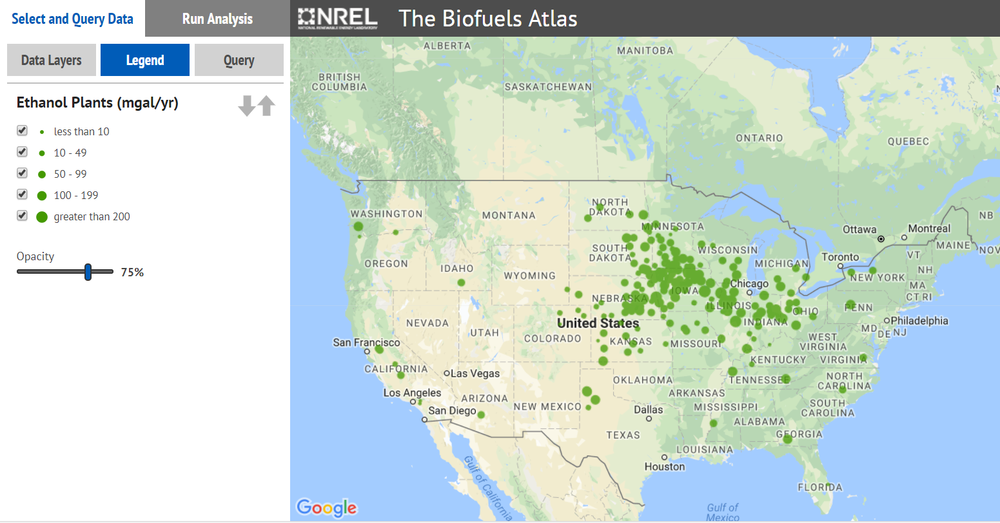 Select and Query Data
Run Analysis
NREL
NATIONAL RENEWABLE ENERGY LABORATORY
The Biofuels Atlas
Data Layers
Legend
Query
Ethanol Plants (mgal/yr)
less than 10
10 - 49
50 - 99
100 - 199
greater than 200
Opacity
75%
ALBERTA
MANITOBA
BRITISH
COLUMBIA
SASKATCHEWAN
ONTARIO
QUEBEC
NORTH
DAKOTA
WASHINGTON
MONTANA
MINNESOTA
Ottawa
Montreal
NB
MAINE
NOV
SOUTH
DAKOTA
WISCONSIN
VT
OREGON
IDAHO
WYOMING
MICHIGAN
Toronto
NH
NEW YORK
Chicago
MA
CT RI
IOWA
NEBRASKA
ILLINOIS
OHIO
PENN
INDIANA
United States
Philadelphia
NEVADA
UTAH
COLORADO
KANSAS
MISSOURI
MD
DE
NJ
WEST
VIRGINIA
San Francisco
KENTUCKY
VIRGINIA
CALIFORNIA
Las Vegas
OKLAHOMA
TENNESSEE
NORTH
CAROLINA
Los Angeles
ARIZONA
NEW MEXICO
ARKANSAS
San Diego
Dallas
MISSISSIPPI
SOUTH
CAROLINA
ALABAMA
TEXAS
GEORGIA
LOUISIANA
Houston
Gulf of California
FLORIDA
Google
Gulf of
Mexico